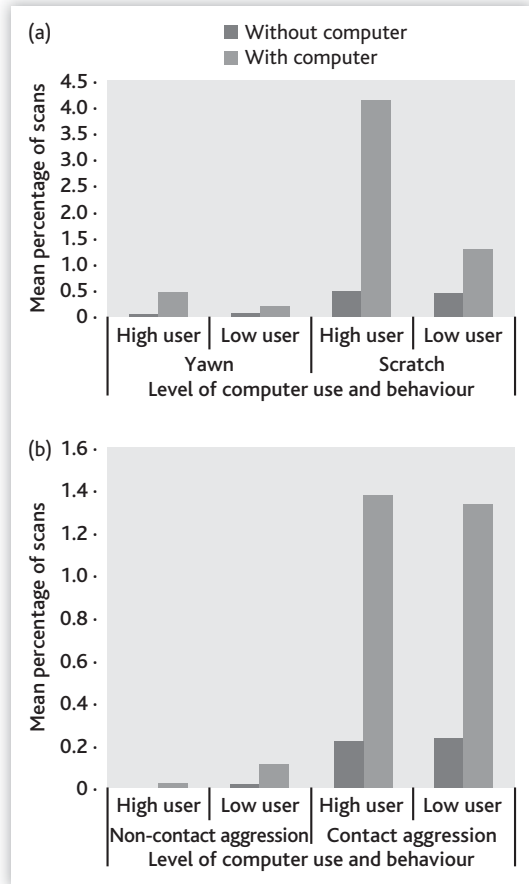 (a)
Without computer
With computer
Mean percentage of scans
4.5
4.0
3.5
3.0
2.5
2.0
1.5
1.0
0.5
0
High user Low user High user Low user
Yawn Scratch
Level of computer use and behaviour
(b)
Mean percentage of scans
1.6
1.4
1.2
1.0
0.8
0.6
0.4
0.2
0
High user Low user High user Low user
Non-contact aggression Contact aggression
Level of computer use and behaviour